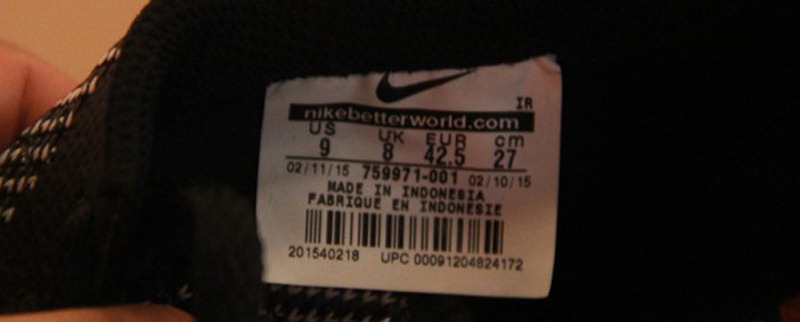 IR
nikebetterworld.com
US UK EUR cm
9 8 42.5 27
02/11/15 759971-001 02/10/15
MADE IN INDONESIA
FABRIQUE EN INDONESIE
201540218 UPC 00091204824172